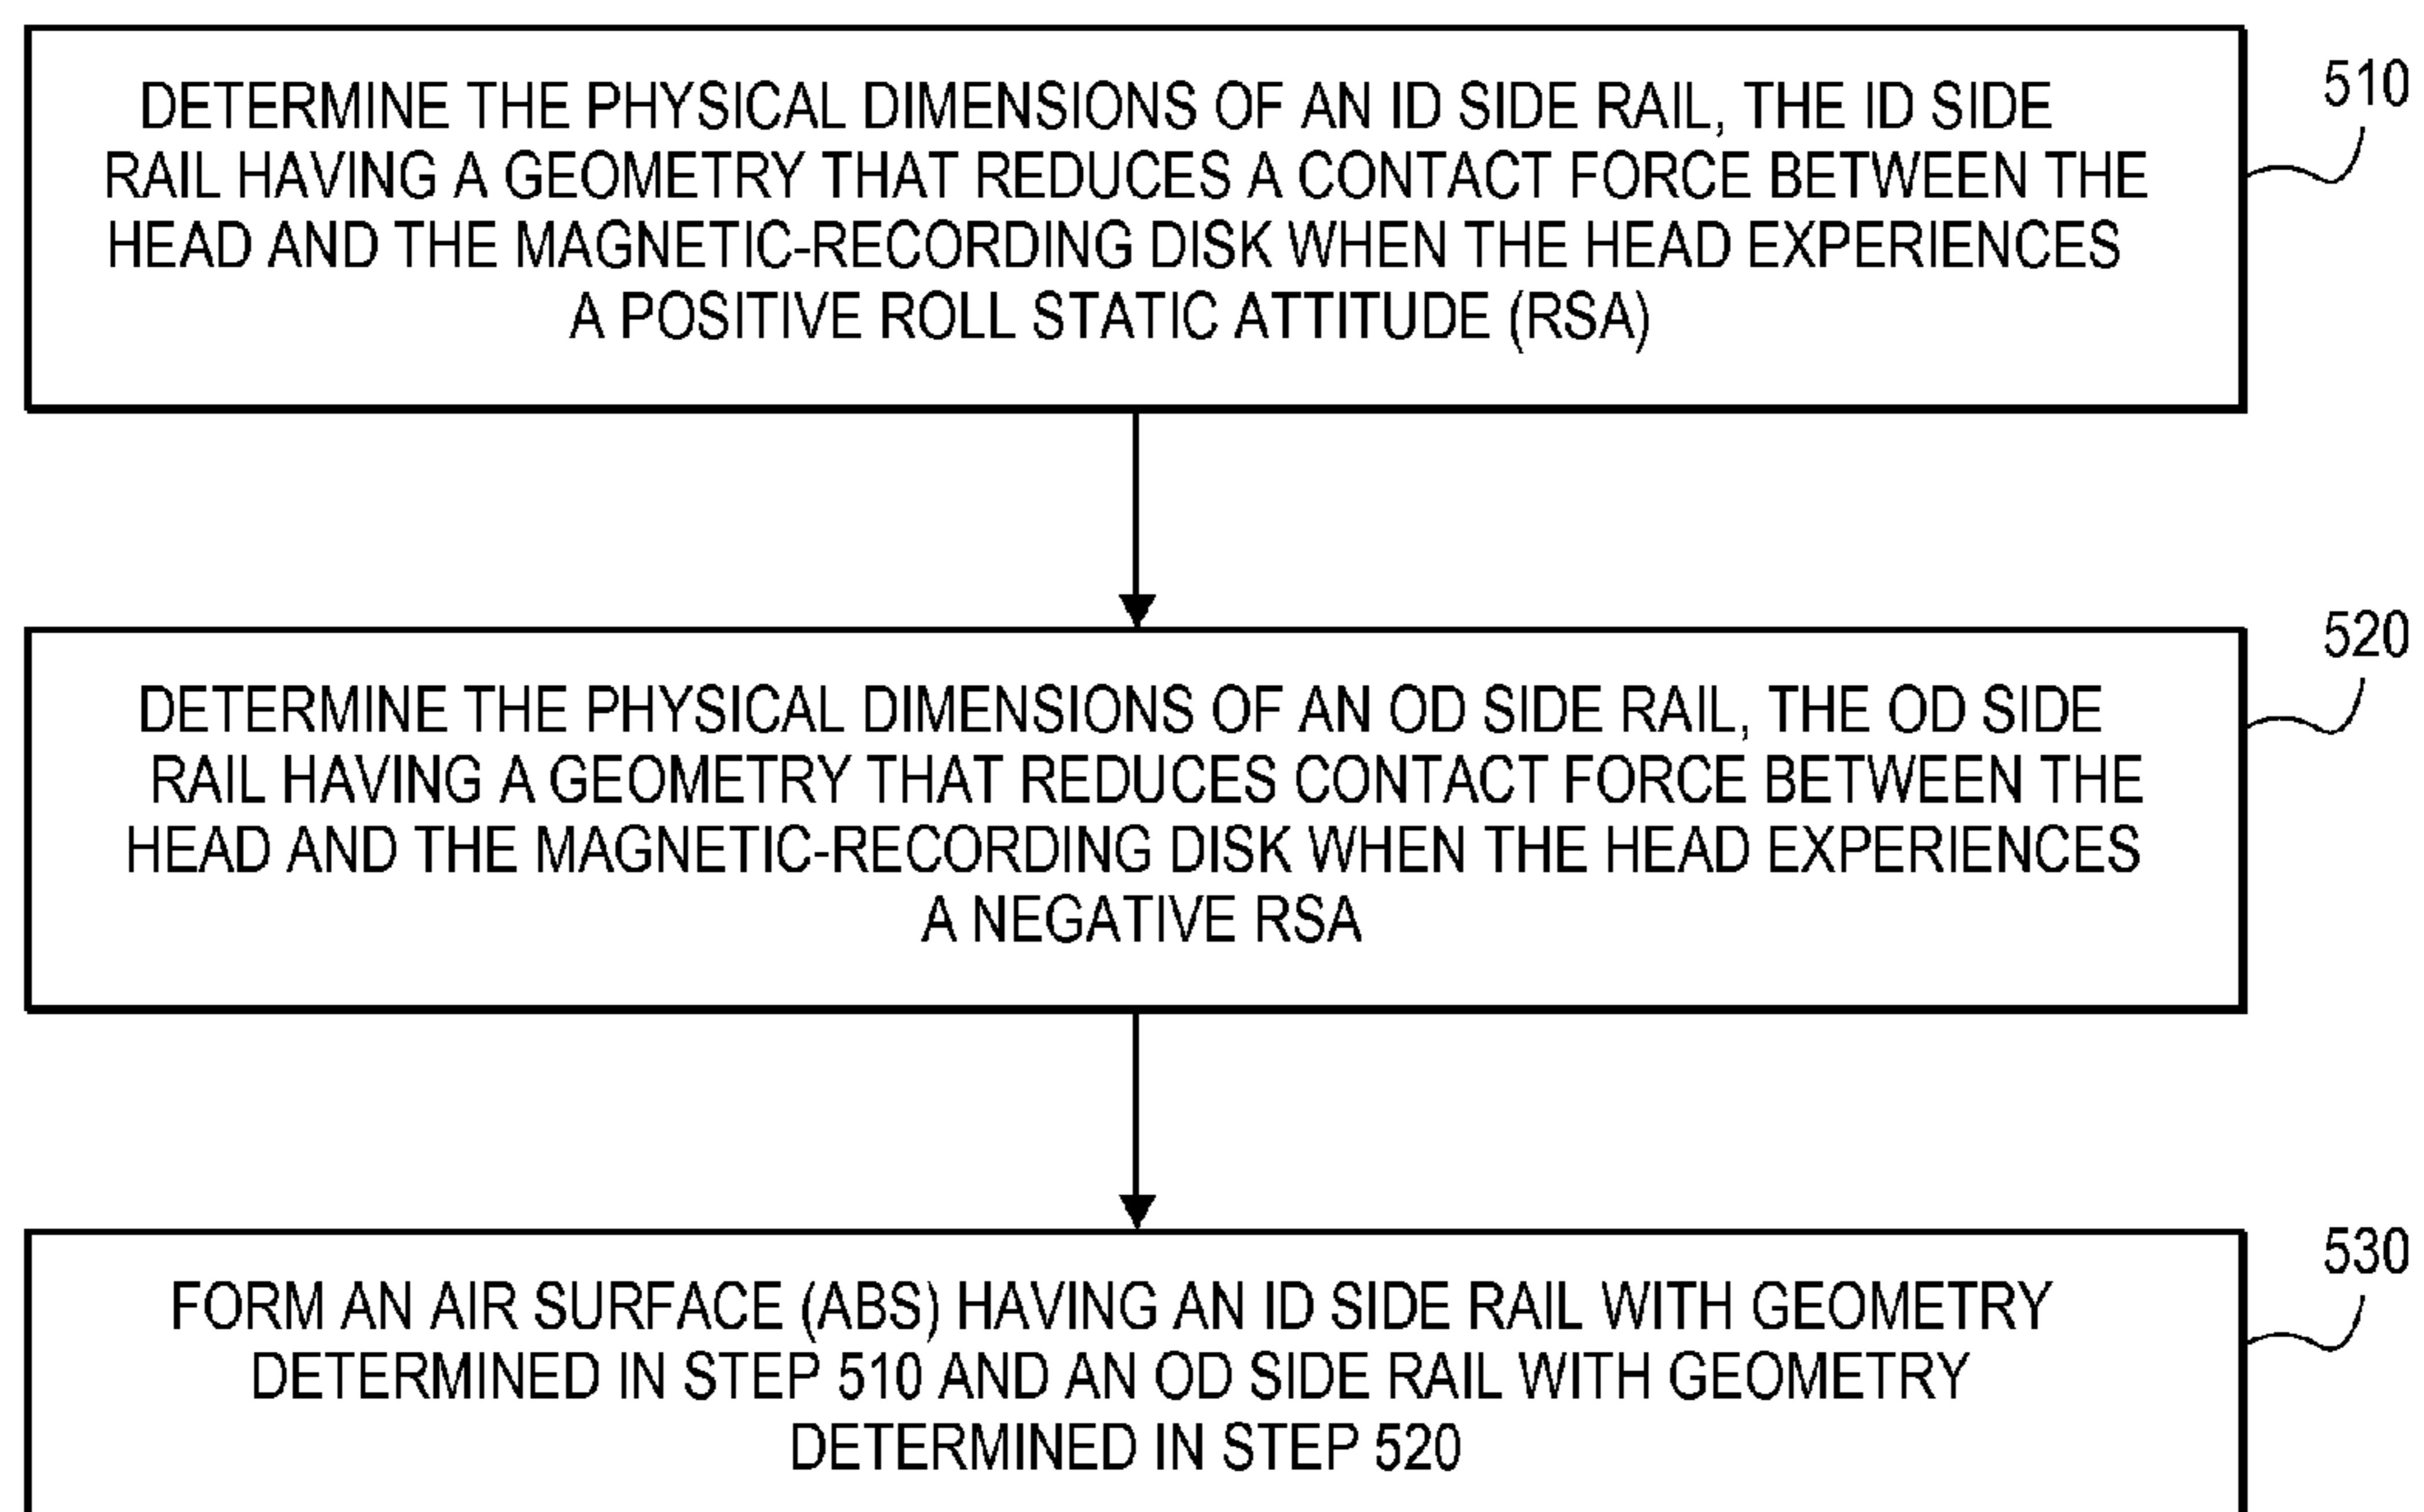 DETERMINE THE PHYSICAL DIMENSIONS OF AN ID SIDE RAIL, THE ID SIDE
RAIL HAVING A GEOMETRY THAT REDUCES A CONTACT FORCE BETWEEN THE
HEAD AND THE MAGNETIC-RECORDING DISK WHEN THE HEAD EXPERIENCES
A POSITIVE ROLL STATIC ATTITUDE (RSA)
510
DETERMINE THE PHYSICAL DIMENSIONS OF AN OD SIDE RAIL, THE OD SIDE
RAIL HAVING A GEOMETRY THAT REDUCES CONTACT FORCE BETWEEN THE
HEAD AND THE MAGNETIC-RECORDING DISK WHEN THE HEAD EXPERIENCES
A NEGATIVE RSA
520
FORM AN AIR SURFACE (ABS) HAVING AN ID SIDE RAIL WITH GEOMETRY
DETERMINED IN STEP 510 AND AN OD SIDE RAIL WITH GEOMETRY
DETERMINED IN STEP 520
530